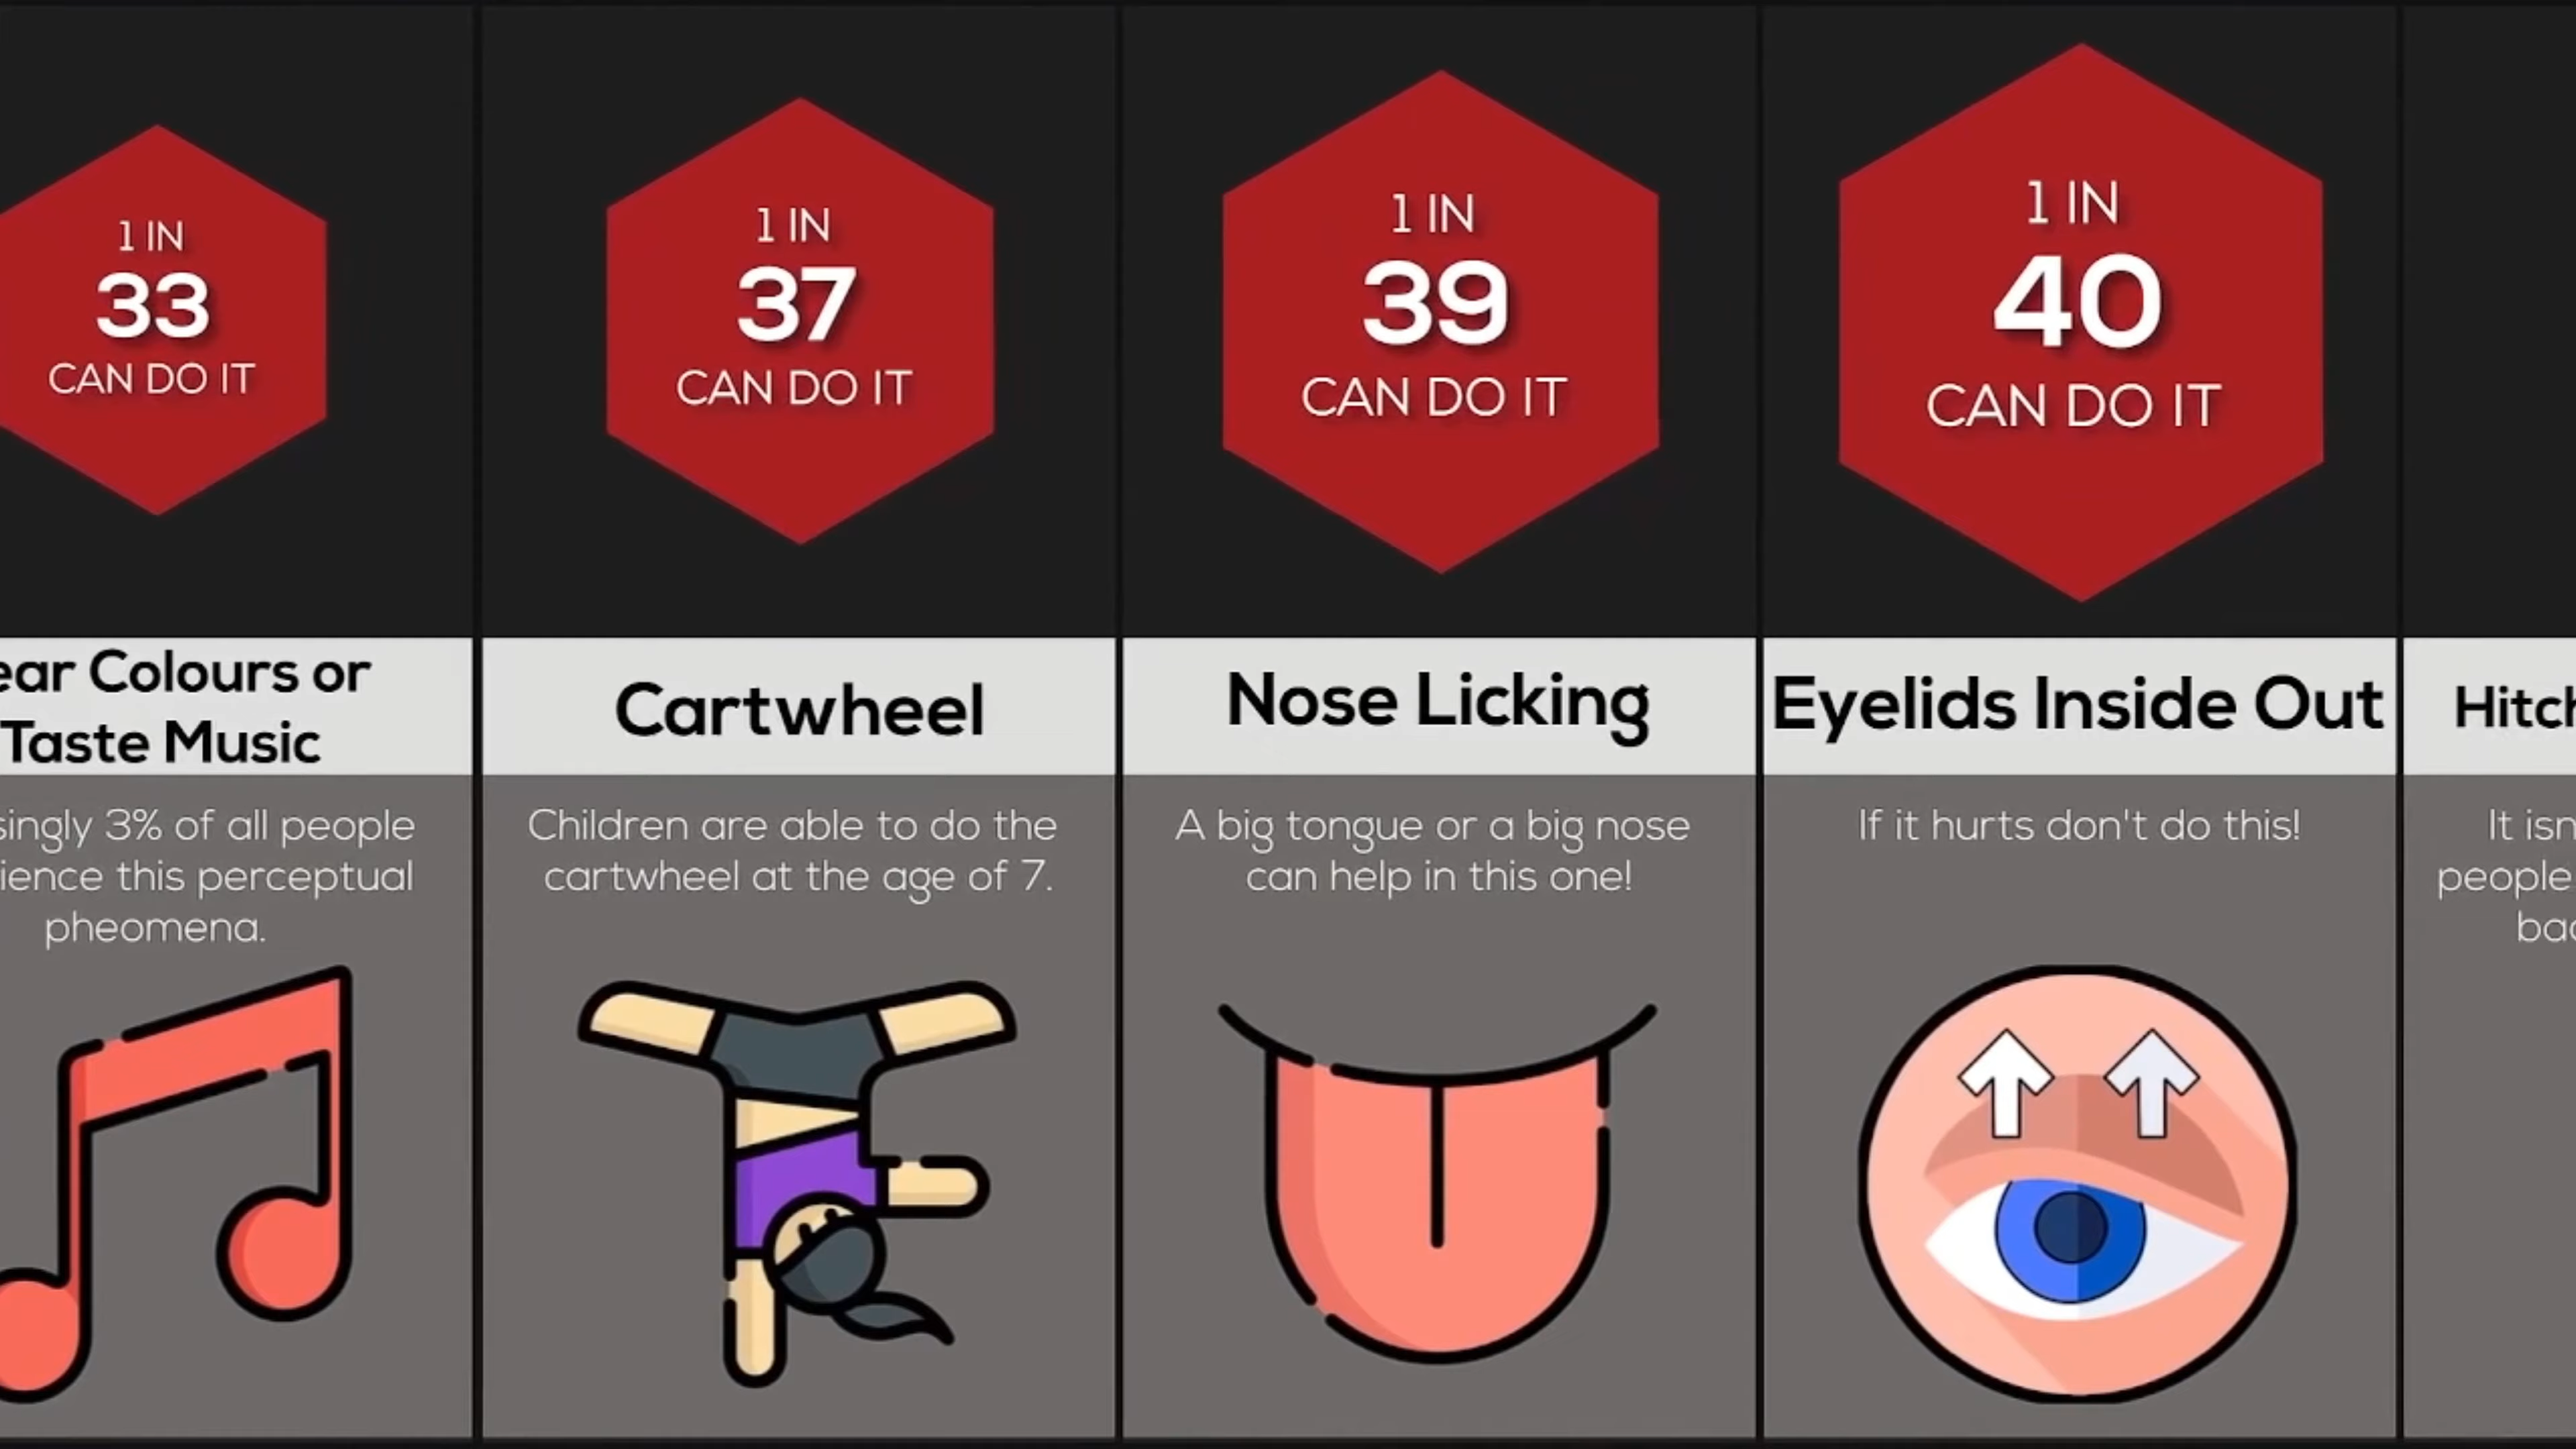 1 IN
33
CAN DO IT
ear Colours or
Taste Music
singly 3% of all people
ience this perceptual
pheomena.
1 IN
37
CAN DO IT
Cartwheel
Children are able to do the
cartwheel at the age of 7.
1 IN
39
CAN DO IT
Nose Licking
A big tongue or a big nose
can help in this one!
1 IN
40
CAN DO IT
Eyelids Inside Out
If it hurts don't do this!
Hitch
It isn
people
bac